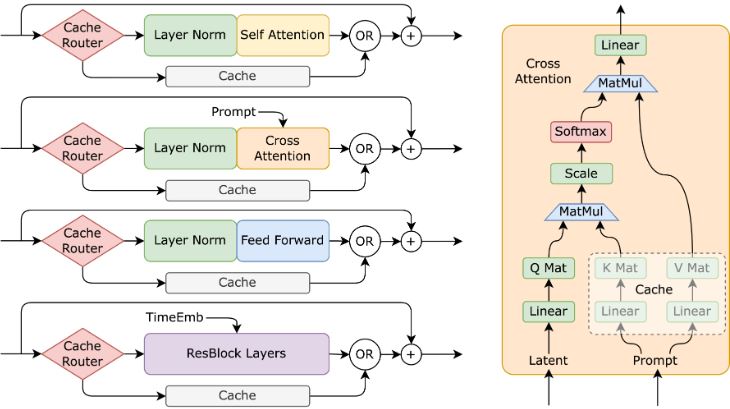 Cache
Router
Layer Norm
Self Attention
OR
+
Cache
Prompt
Cache
Router
Layer Norm
Cross
Attention
OR
+
Cache
Cache
Router
Layer Norm
Feed Forward
OR
+
Cache
TimeEmb
Cache
Router
ResBlock Layers
OR
+
Cache
Cross
Attention
Linear
MatMul
Softmax
Scale
MatMul
Q Mat
K Mat
V Mat
Cache
Linear
Linear
Linear
Latent
Prompt